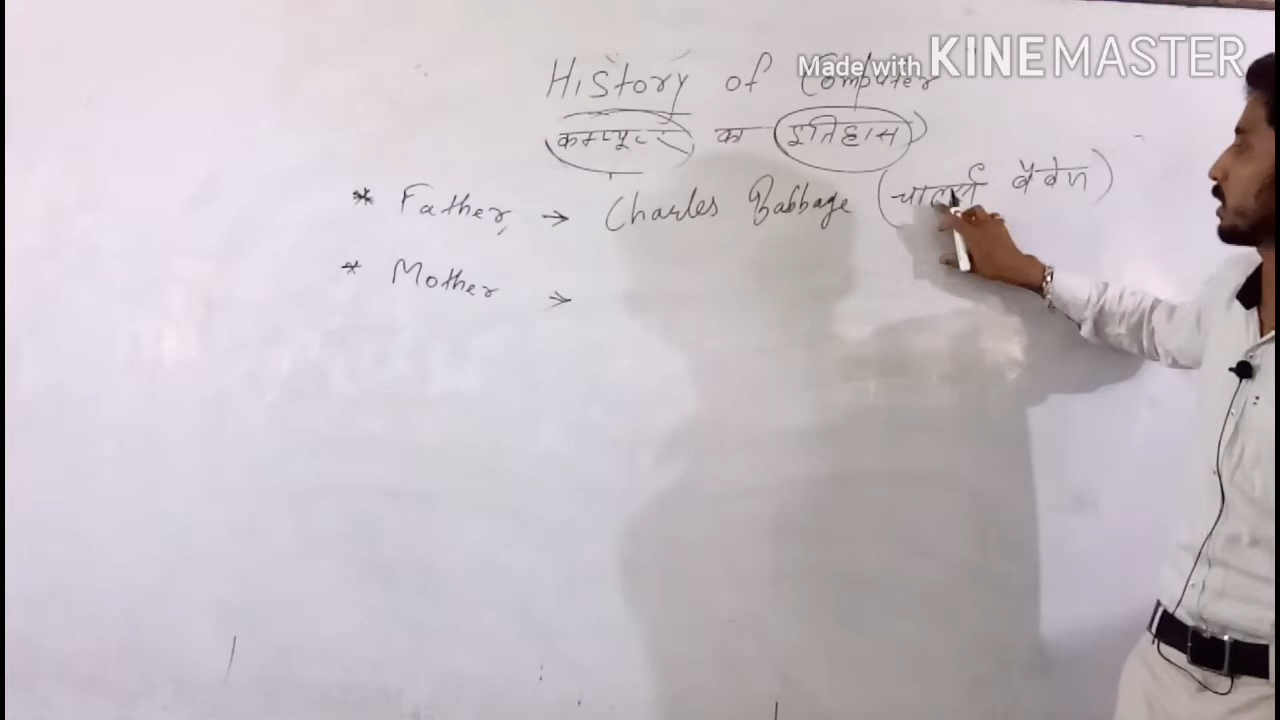 Made with KINEMASTER
History of Computer
कम्प्यूटर का इतिहास)
* Father, → Charles Babbage (चार्ल्स बैबेज)
* Mother →